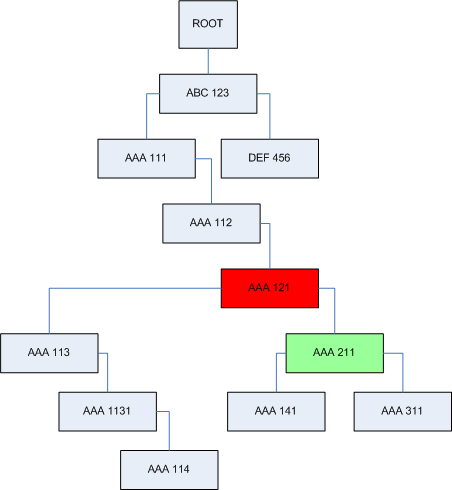 ROOT
ABC 123
AAA 111
DEF 456
AAA 112
AAA 121
AAA 113
AAA 211
AAA 1131
AAA 141
AAA 311
AAA 114